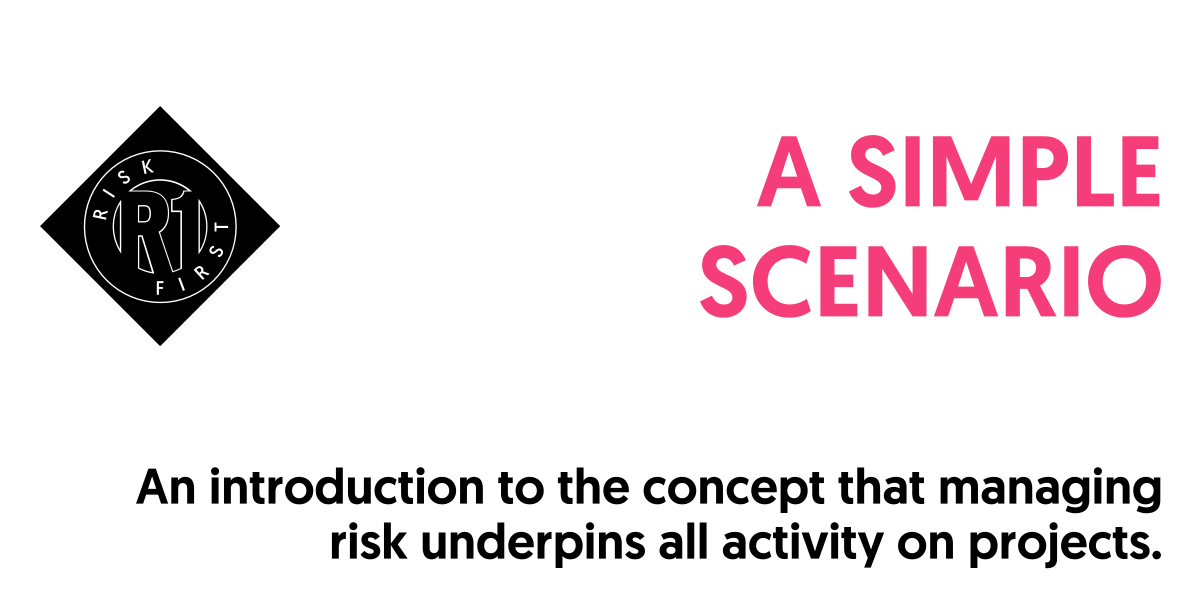 RISK
R1
FIRST
A SIMPLE
SCENARIO
An introduction to the concept that managing
risk underpins all activity on projects.